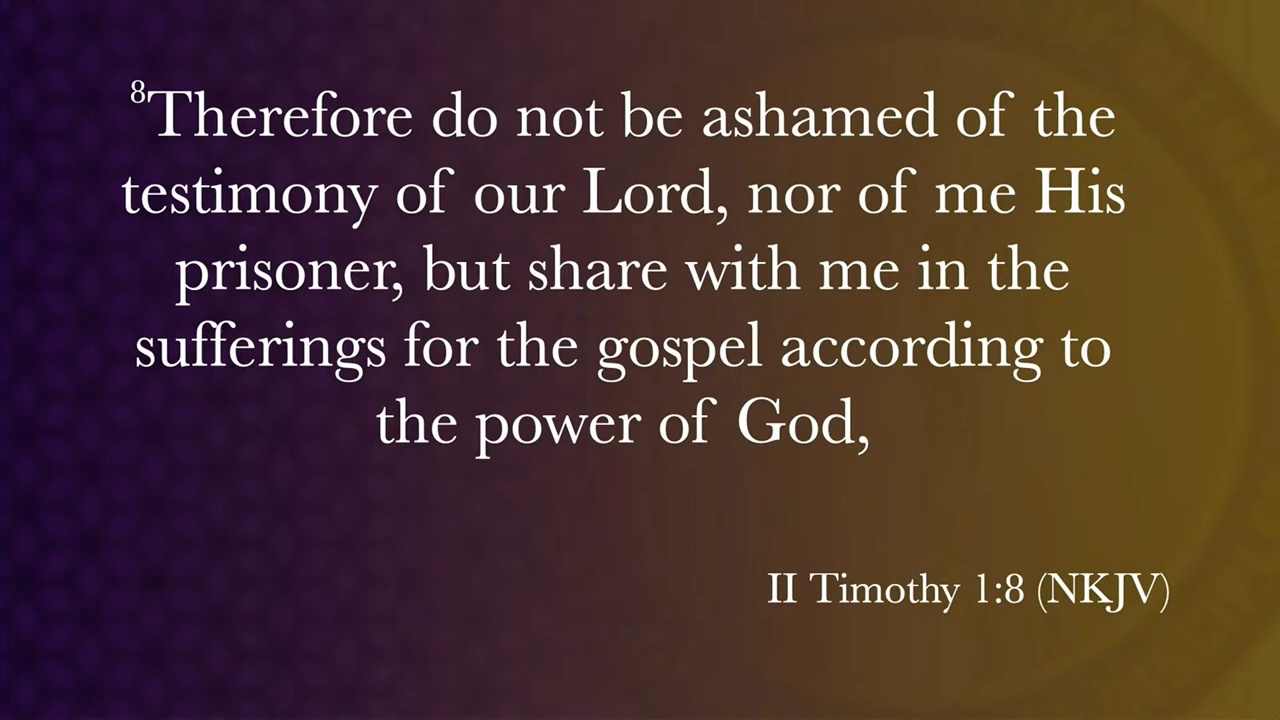 8Therefore do not be ashamed of the
testimony of our Lord, nor of me His
prisoner, but share with me in the
sufferings for the gospel according to
the power of God,
II Timothy 1:8 (NKJV)